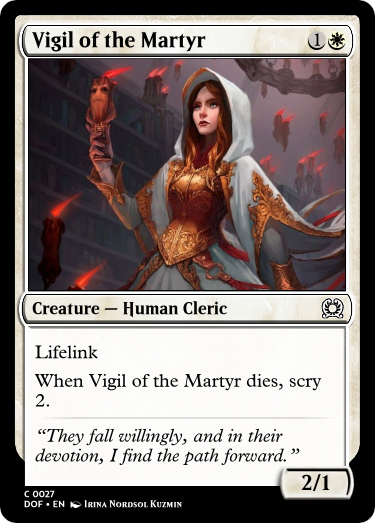 Vigil of the Martyr 1
Creature — Human Cleric
Lifelink
When Vigil of the Martyr dies, scry
2.
“They fall willingly, and in their
devotion, I find the path forward.”
2/1
C 0027
DOF • EN Irina Nordsol Kuzmin